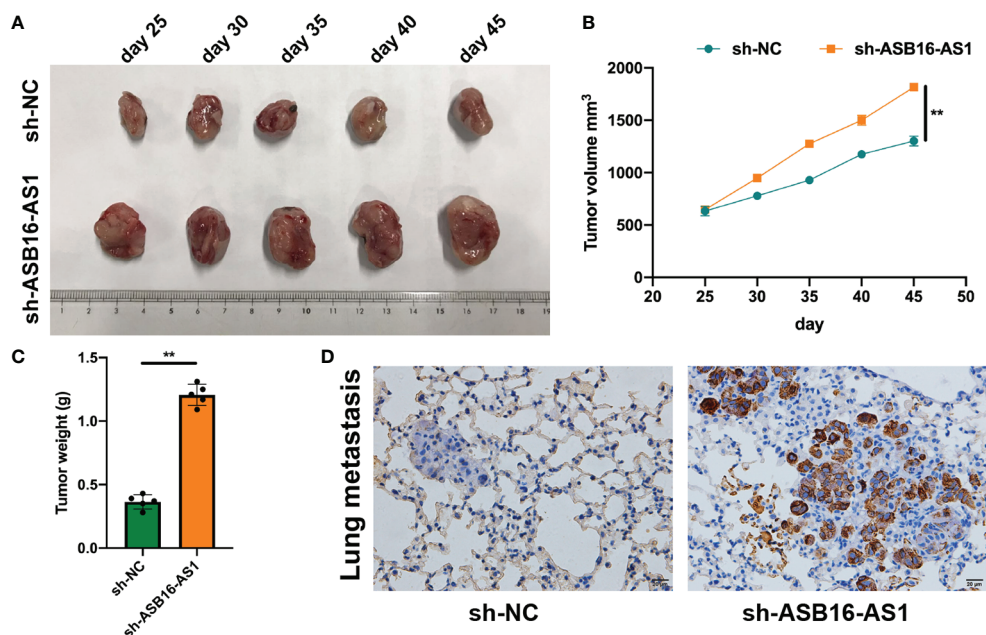 A
day 25
day 30
day 35
day 40
day 45
sh-NC
sh-ASB16-AS1
1 2 3 4 5 6 7 8 9 10 11 12 13 14 15 16 17 18 19
B
sh-NC
sh-ASB16-AS1
Tumor volume mm³
2000
1500
1000
500
0
20 25 30 35 40 45 50
day
**
C
**
Tumor weight (g)
1.5
1.0
0.5
0.0
sh-NC
sh-ASB16-AS1
D
Lung metastasis
20 µm
20 µm
sh-NC
sh-ASB16-AS1